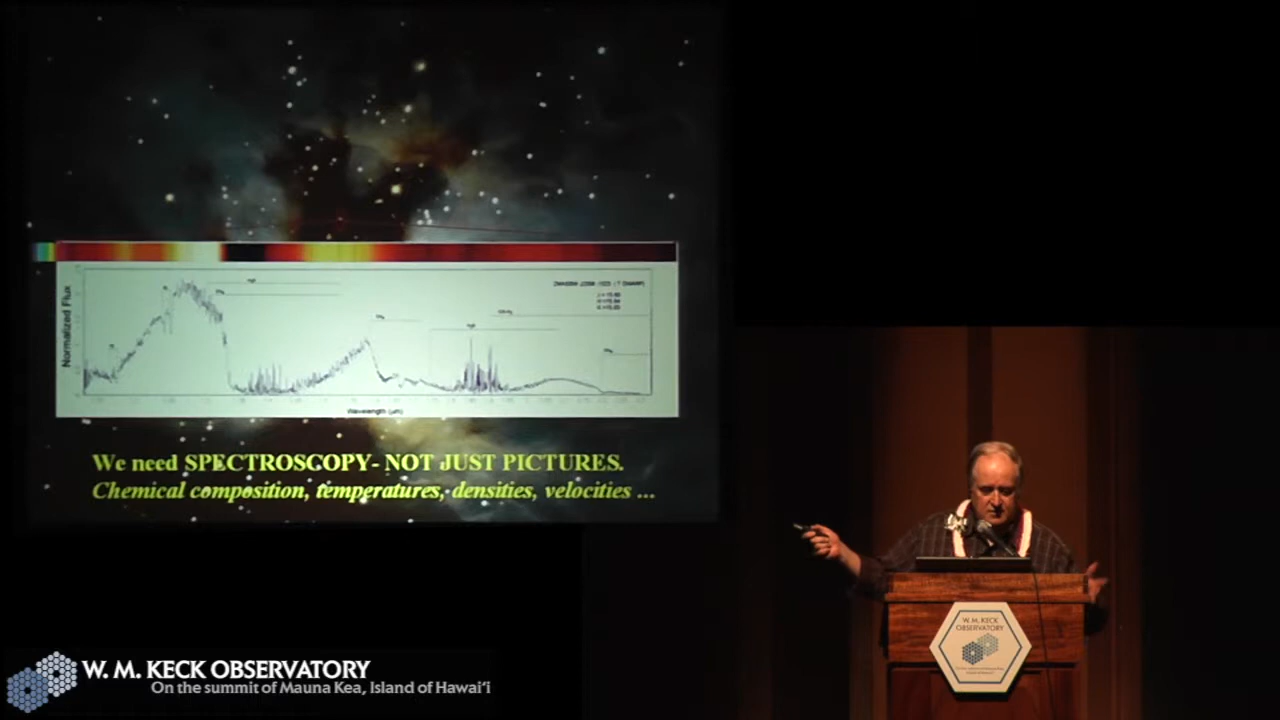 Normalized Flux
Wavelength (μm)
We need SPECTROSCOPY- NOT JUST PICTURES.
Chemical composition, temperatures, densities, velocities ...
W. M. KECK
OBSERVATORY
W. M. KECK OBSERVATORY
On the summit of Mauna Kea, Island of Hawai‘i